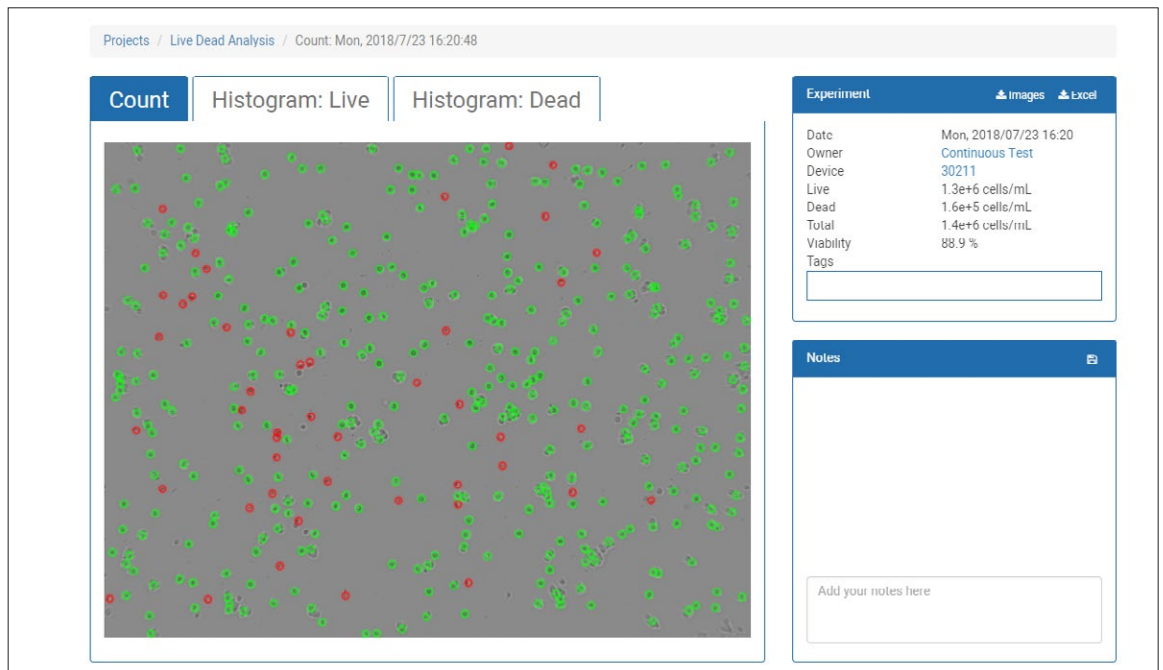 Projects / Live Dead Analysis / Count: Mon, 2018/7/23 16:20:48
Count
Histogram: Live
Histogram: Dead
Experiment
Images
Excel
Date Mon, 2018/07/23 16:20
Owner Continuous Test
Device 30211
Live 1.3e+6 cells/mL
Dead 1.6e+5 cells/mL
Total 1.4e+6 cells/mL
Viability 88.9 %
Tags
Notes
Add your notes here